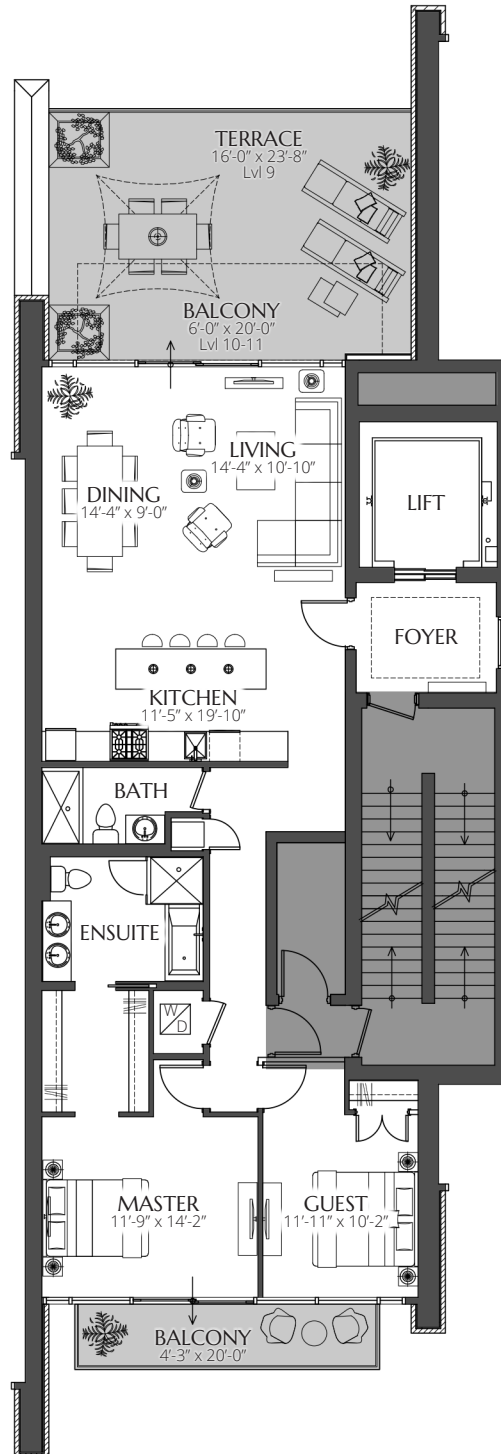 TERRACE
16’-0” x 23’-8”
Lvl 9
BALCONY
6’-0” x 20’-0”
Lvl 10-11
LIVING
14’-4” x 10’-10”
DINING
14’-4” x 9’-0”
LIFT
FOYER
KITCHEN
11’-5” x 19’-10”
BATH
ENSUITE
W
D
MASTER
11’-9” x 14’-2”
GUEST
11’-11” x 10’-2”
BALCONY
4’-3” x 20’-0”